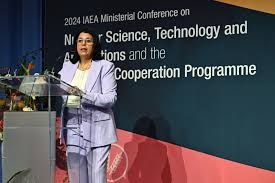 2024 IAEA Ministerial Conference on
Nuclear Science, Technology and
Applications and the
Cooperation Programme